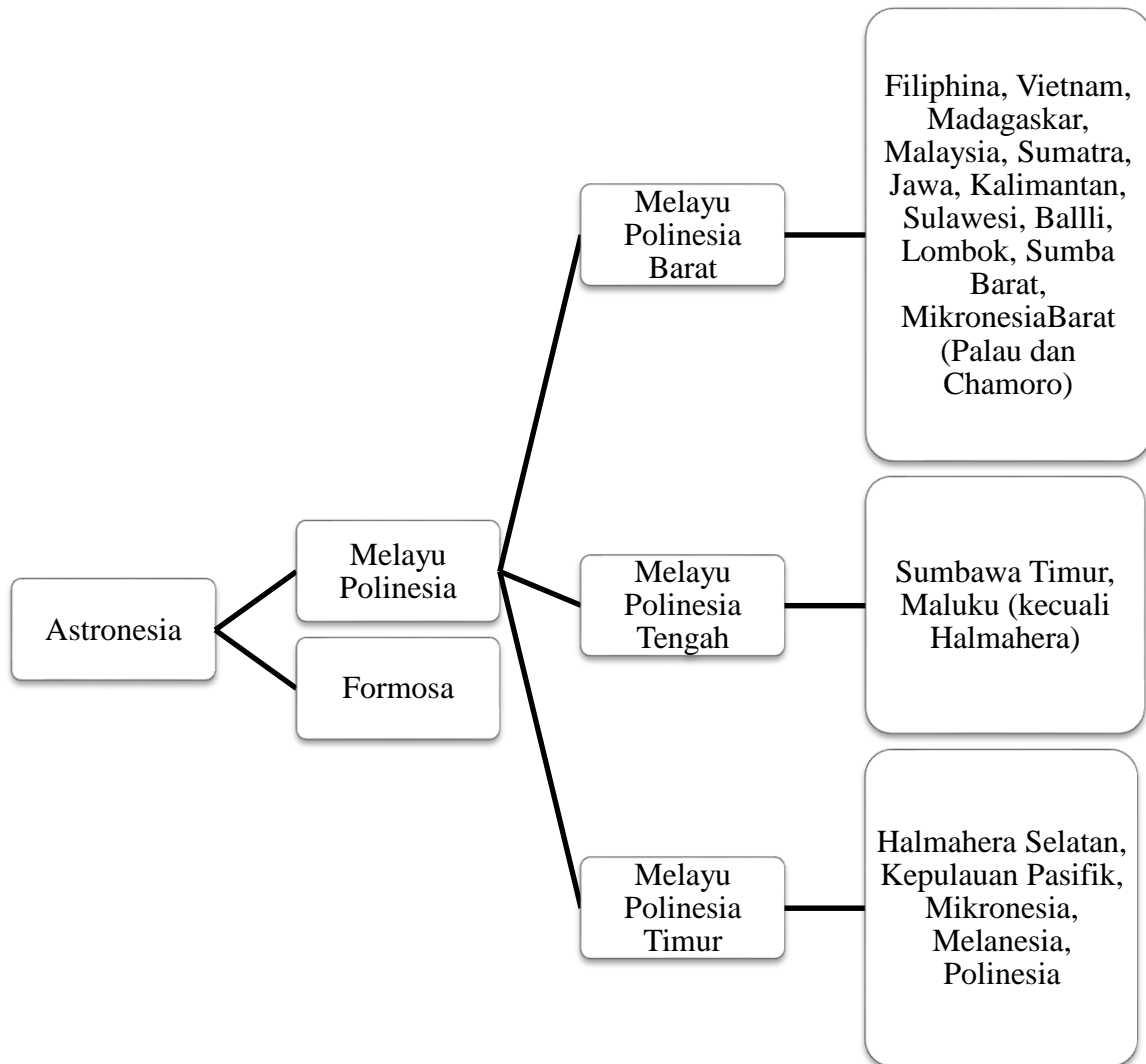 Astronesia
Melayu
Polinesia
Formosa
Melayu
Polinesia
Barat
Filiphina, Vietnam,
Madagaskar,
Malaysia, Sumatra,
Jawa, Kalimantan,
Sulawesi, Ballli,
Lombok, Sumba
Barat,
MikronesiaBarat
(Palau dan
Chamoro)
Melayu
Polinesia
Tengah
Sumbawa Timur,
Maluku (kecuali
Halmahera)
Melayu
Polinesia
Timur
Halmahera Selatan,
Kepulauan Pasifik,
Mikronesia,
Melanesia,
Polinesia